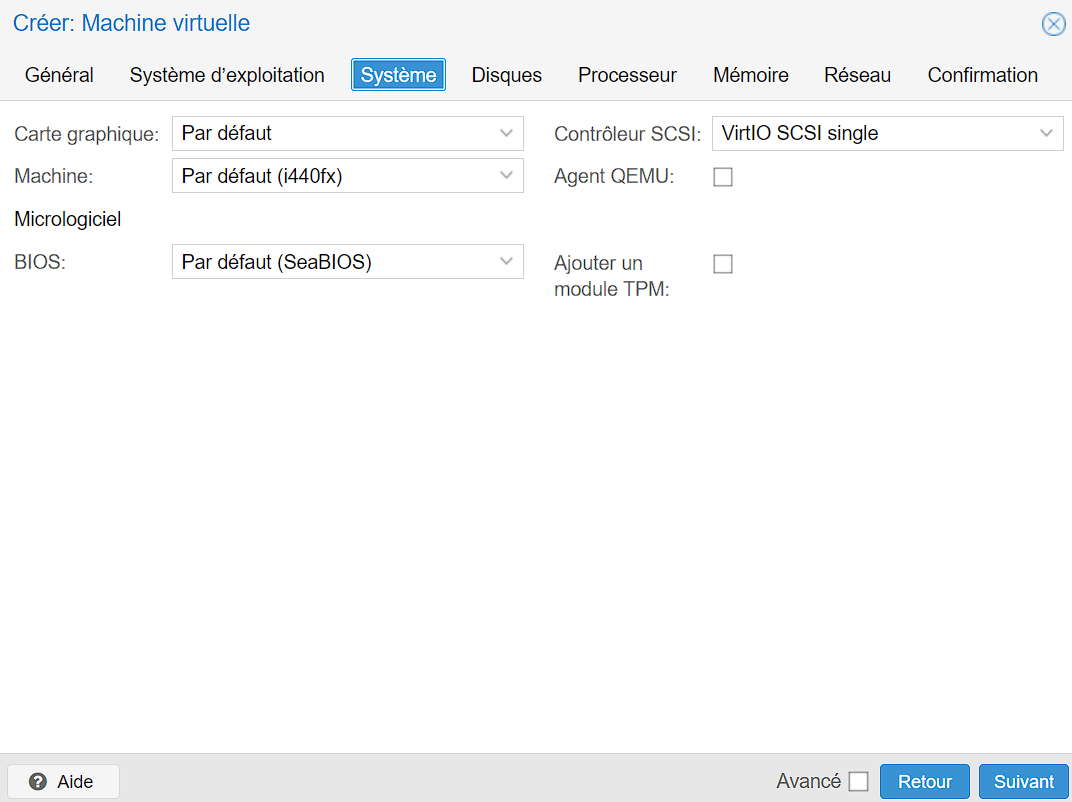 Créer: Machine virtuelle
Général Système d’exploitation Système Disques Processeur Mémoire Réseau Confirmation
Carte graphique: Par défaut Contrôleur SCSI: VirtIO SCSI single
Machine: Par défaut (i440fx) Agent QEMU:
Micrologiciel
BIOS: Par défaut (SeaBIOS) Ajouter un
module TPM:
Aide Avancé Retour Suivant